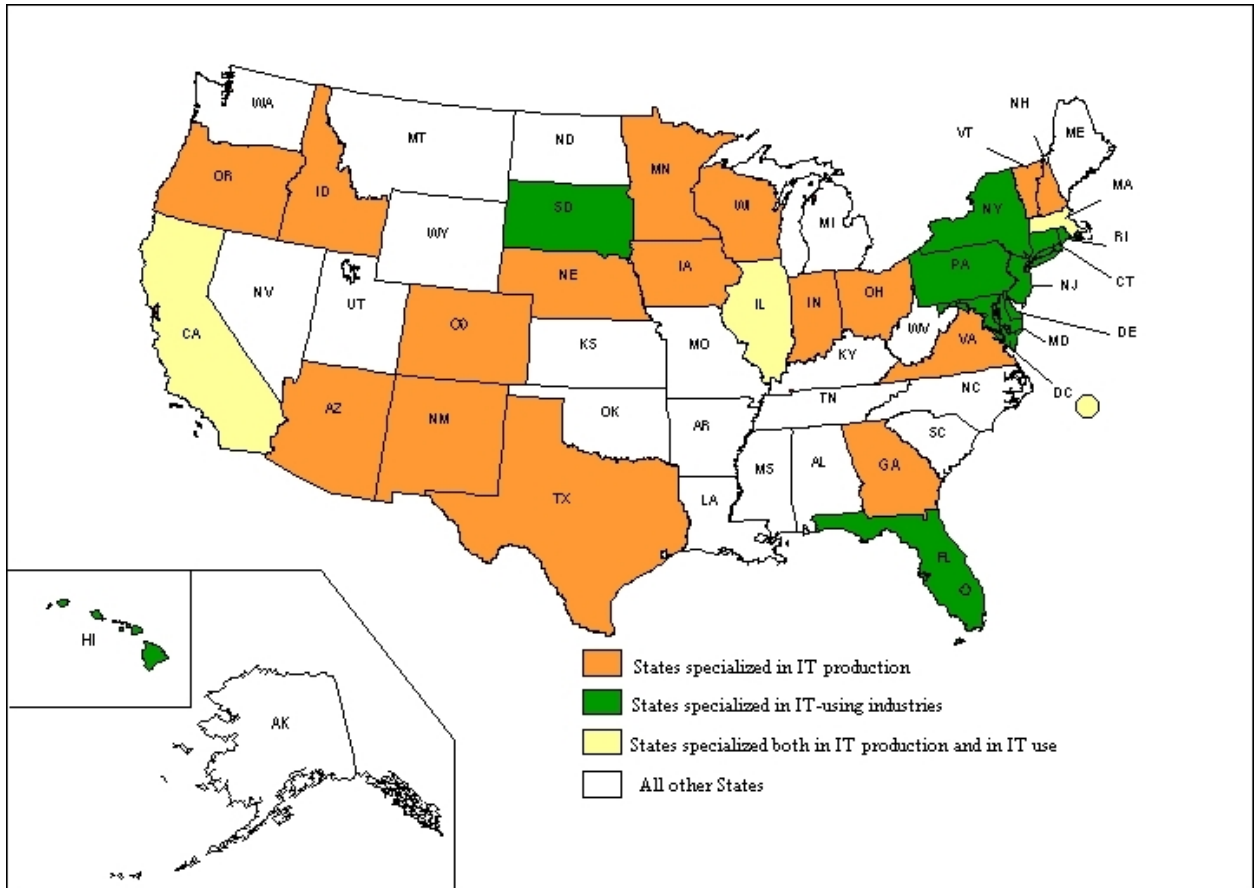 NH
VT
ME
WA
MT
ND
MN
OR
ID
SD
WI
MI
NY
MA
WY
RI
PA
CT
NE
IA
NJ
NV
UT
IL
IN
OH
DE
CA
CO
WV
VA
MD
KS
MO
KY
DC
NC
AZ
NM
OK
TN
AR
SC
MS
AL
GA
TX
LA
FL
HI
AK
States specialized in IT production
States specialized in IT-using industries
States specialized both in IT production and in IT use
All other States